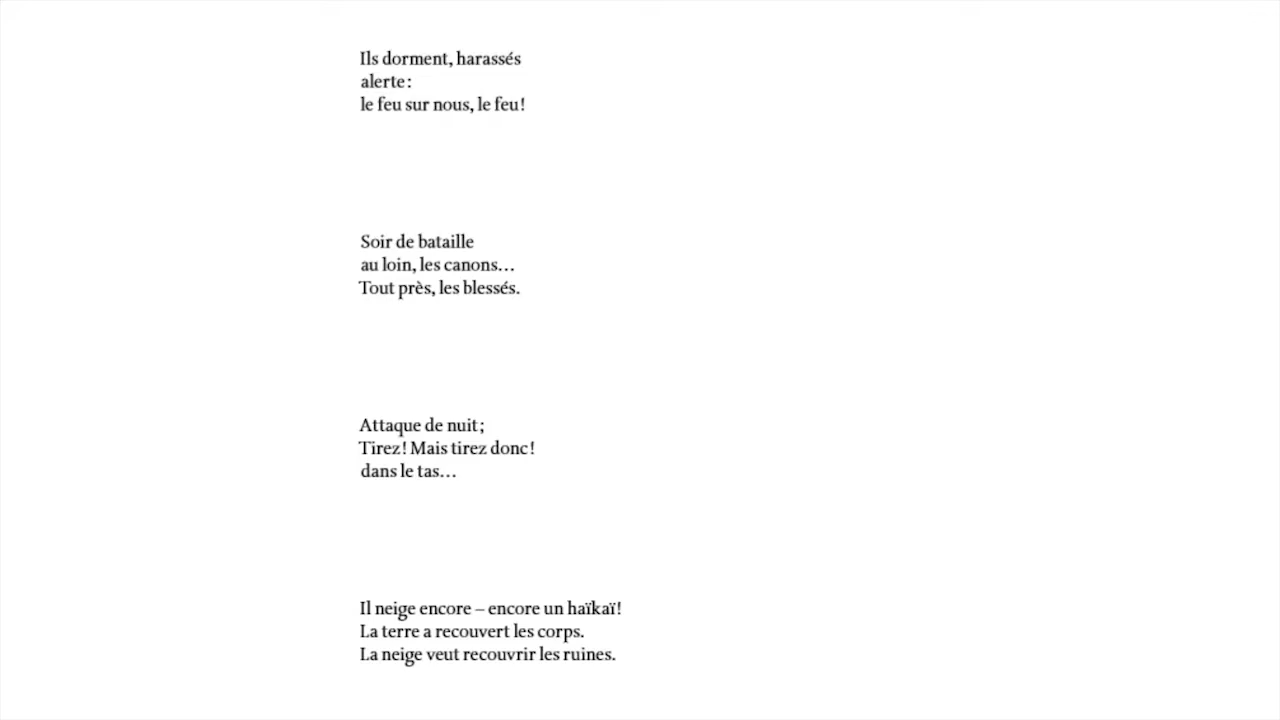 Ils dorment, harassés
alerte :
le feu sur nous, le feu !
Soir de bataille
au loin, les canons…
Tout près, les blessés.
Attaque de nuit ;
Tirez ! Mais tirez donc !
dans le tas…
Il neige encore – encore un haïkaï !
La terre a recouvert les corps.
La neige veut recouvrir les ruines.